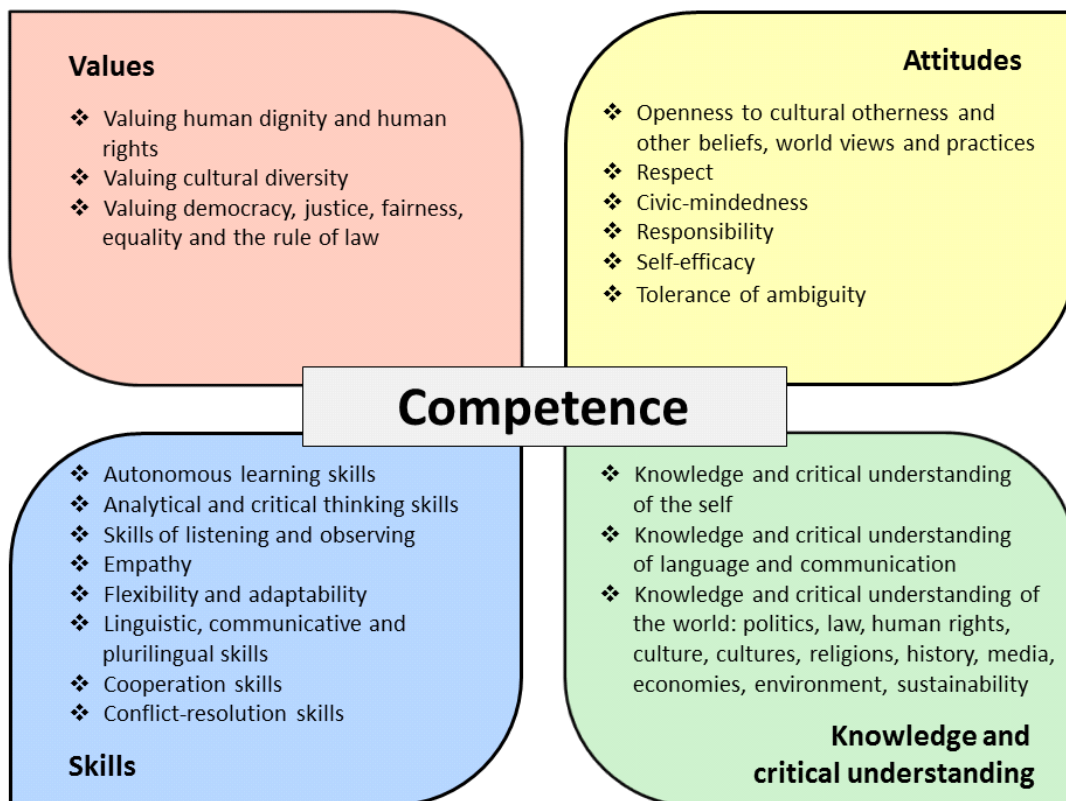 Values
❖ Valuing human dignity and human
rights
❖ Valuing cultural diversity
❖ Valuing democracy, justice, fairness,
equality and the rule of law
Attitudes
❖ Openness to cultural otherness and
other beliefs, world views and practices
❖ Respect
❖ Civic-mindedness
❖ Responsibility
❖ Self-efficacy
❖ Tolerance of ambiguity
Competence
❖ Autonomous learning skills
❖ Analytical and critical thinking skills
❖ Skills of listening and observing
❖ Empathy
❖ Flexibility and adaptability
❖ Linguistic, communicative and
plurilingual skills
❖ Cooperation skills
❖ Conflict-resolution skills
Skills
❖ Knowledge and critical understanding
of the self
❖ Knowledge and critical understanding
of language and communication
❖ Knowledge and critical understanding of
the world: politics, law, human rights,
culture, cultures, religions, history, media,
economies, environment, sustainability
Knowledge and
critical understanding